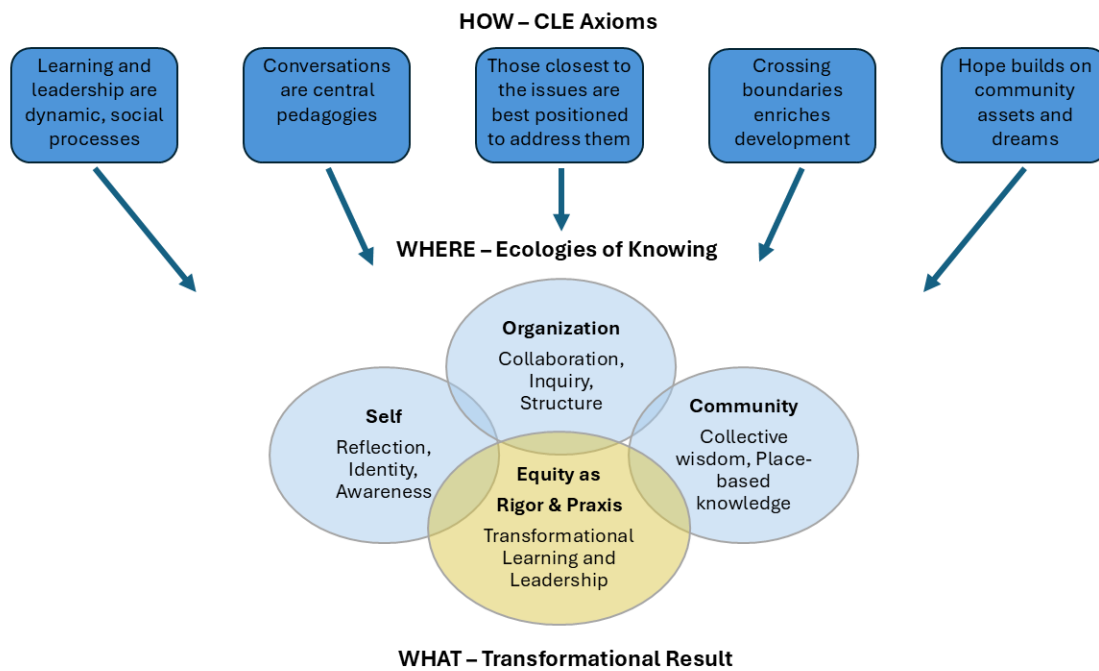 HOW – CLE Axioms
Learning and
leadership are
dynamic, social
processes
Conversations
are central
pedagogies
Those closest to
the issues are
best positioned
to address them
Crossing
boundaries
enriches
development
Hope builds on
community
assets and
dreams
WHERE – Ecologies of Knowing
Organization
Collaboration,
Inquiry,
Structure
Self
Reflection,
Identity,
Awareness
Community
Collective
wisdom, Place-
based
knowledge
Equity as
Rigor & Praxis
Transformational
Learning and
Leadership
WHAT – Transformational Result